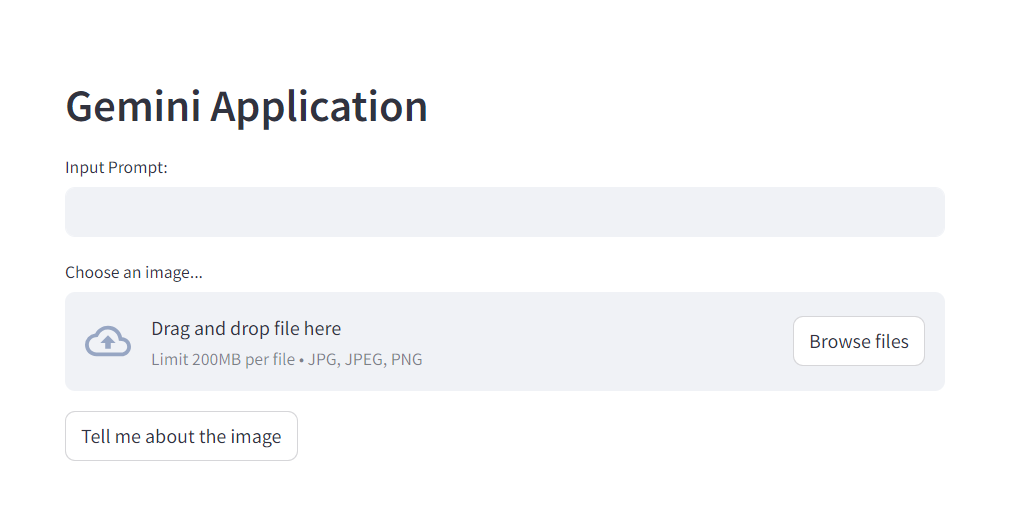 Gemini Application
Input Prompt:
Choose an image...
Drag and drop file here
Limit 200MB per file • JPG, JPEG, PNG
Browse files
Tell me about the image